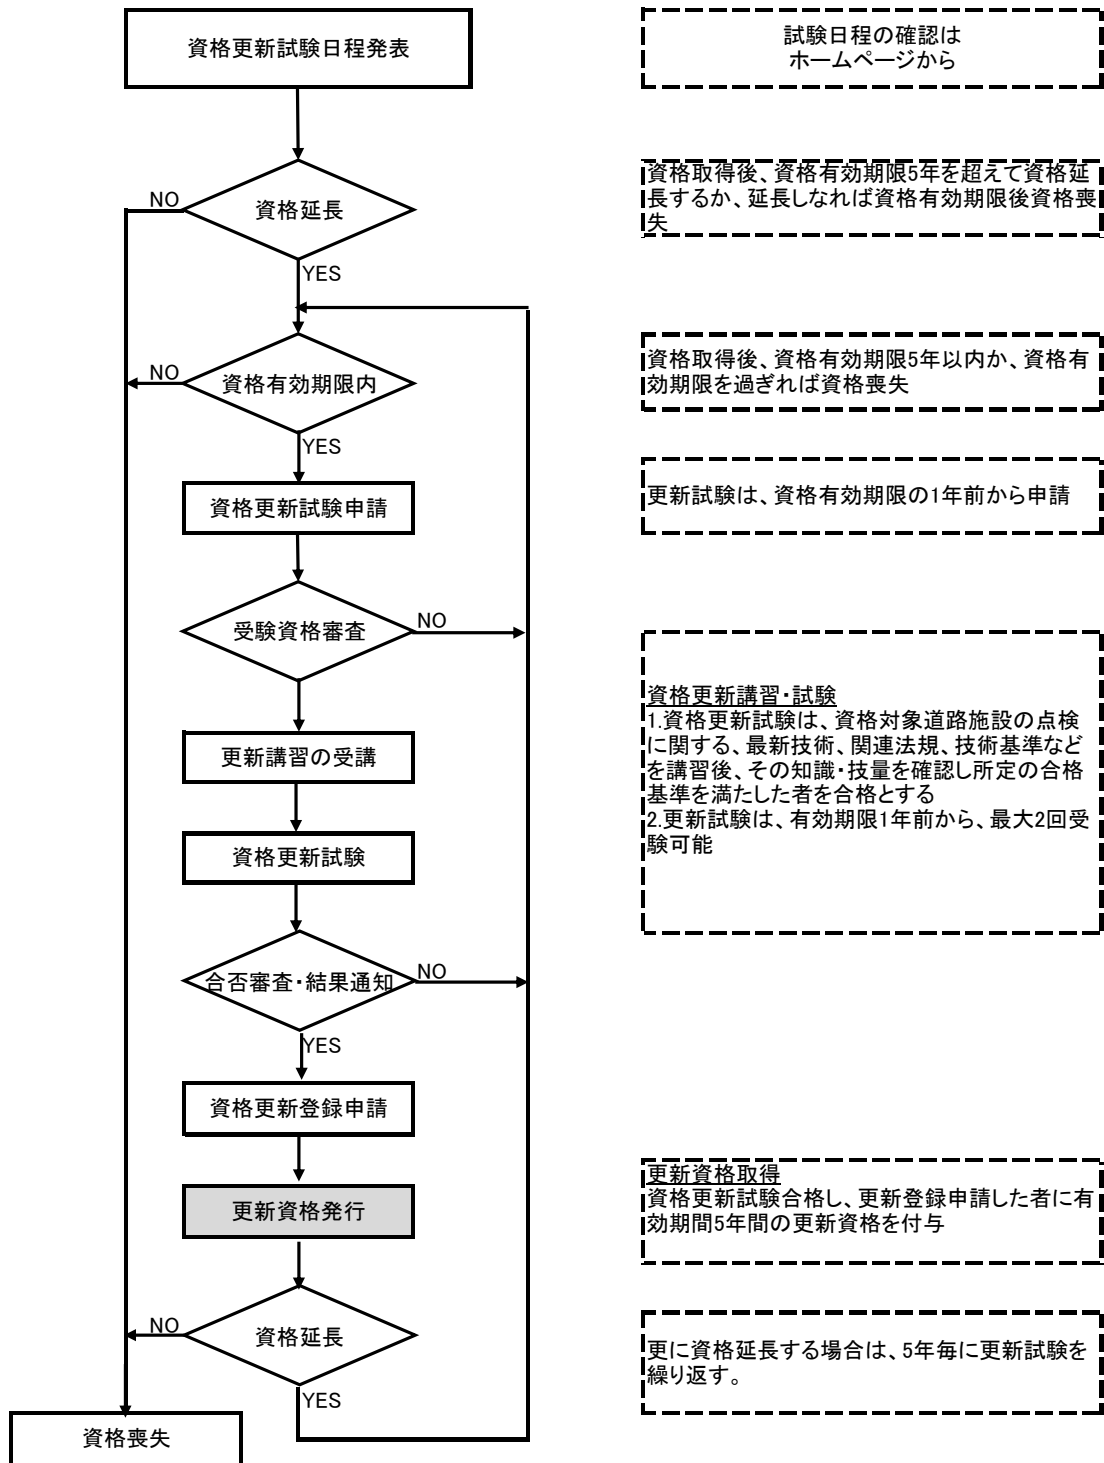 資格更新試験日程発表
試験日程の確認は
ホームページから
資格取得後、資格有効期限5年を超えて資格延
長するか、延長しなれば資格有効期限後資格喪
失
NO
資格延長
YES
資格取得後、資格有効期限5年以内か、資格有
効期限を過ぎれば資格喪失
NO
資格有効期限内
YES
資格更新試験申請
更新試験は、資格有効期限の1年前から申請
受験資格審査
NO
資格更新講習・試験
1.資格更新試験は、資格対象道路施設の点検
に関する、最新技術、関連法規、技術基準など
を講習後、その知識・技量を確認し所定の合格
基準を満たした者を合格とする
2.更新試験は、有効期限1年前から、最大2回受
験可能
更新講習の受講
資格更新試験
合否審査・結果通知
NO
YES
資格更新登録申請
更新資格取得
資格更新試験合格し、更新登録申請した者に有
効期間5年間の更新資格を付与
更新資格発行
NO
資格延長
YES
更に資格延長する場合は、5年毎に更新試験を
繰り返す。
資格喪失